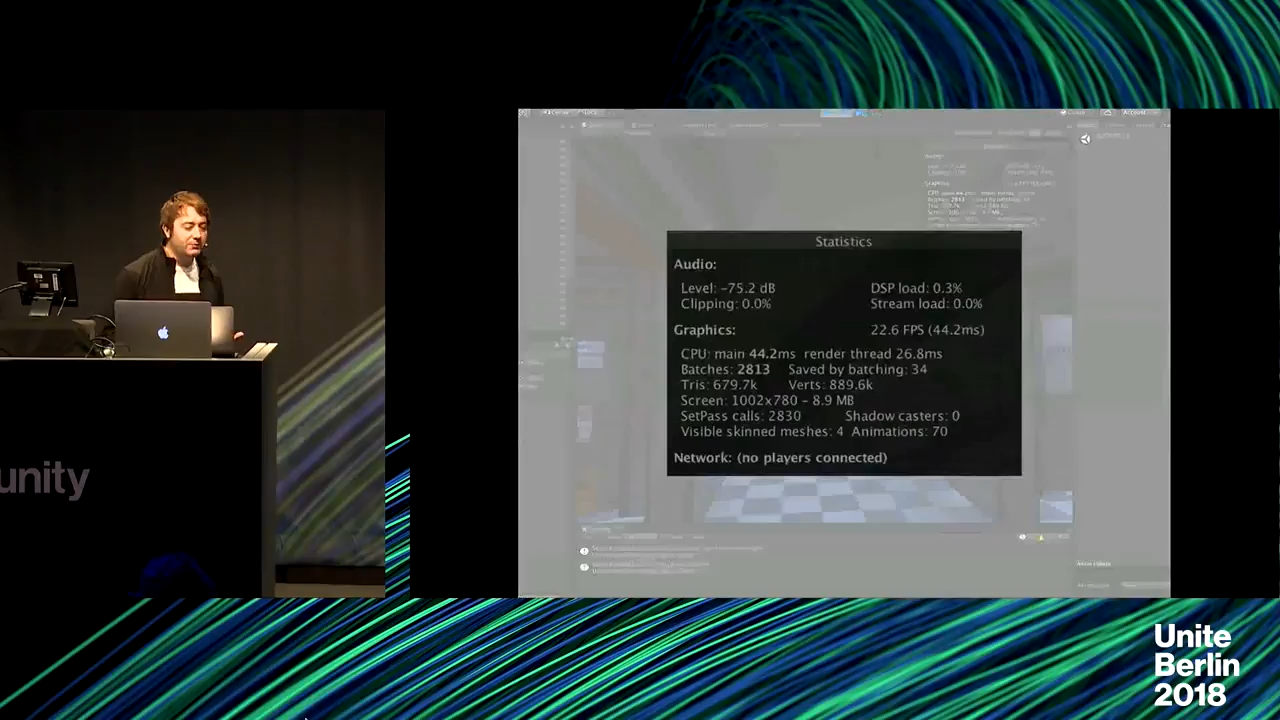 Statistics
Audio:
Level: -75.2 dB DSP load: 0.3%
Clipping: 0.0% Stream load: 0.0%
Graphics: 22.6 FPS (44.2ms)
CPU: main 44.2ms render thread 26.8ms
Batches: 2813 Saved by batching: 34
Tris: 679.7k Verts: 889.6k
Screen: 1002x780 - 8.9 MB
SetPass calls: 2830 Shadow casters: 0
Visible skinned meshes: 4 Animations: 70
Network: (no players connected)
unity
Unite
Berlin
2018